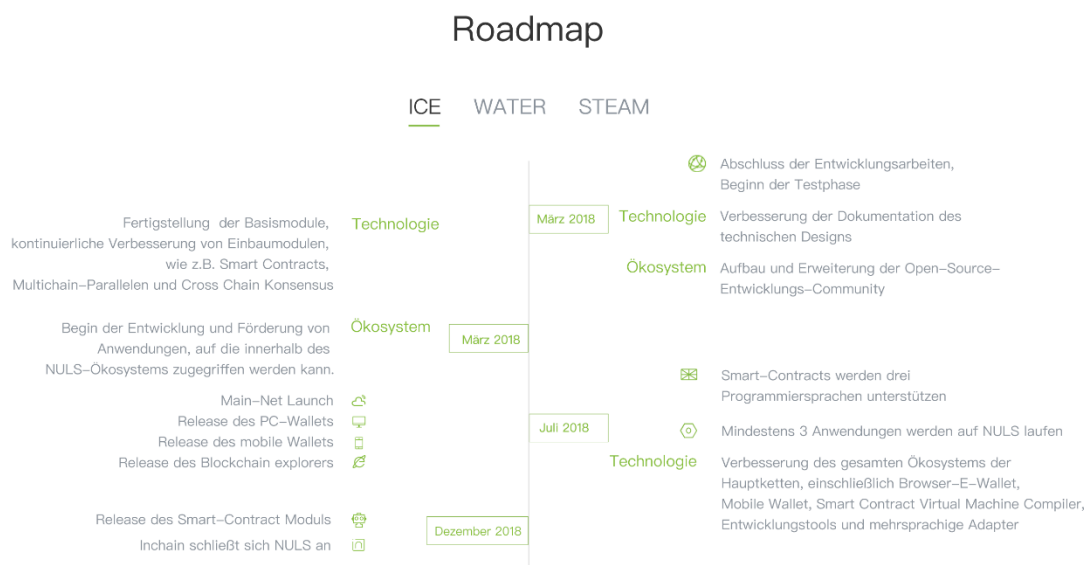 Roadmap
ICE WATER STEAM
Abschluss der Entwicklungsarbeiten,
Beginn der Testphase
März 2018
Technologie
Verbesserung der Dokumentation des
technischen Designs
Ökosystem
Aufbau und Erweiterung der Open-Source-
Entwicklungs-Community
Technologie
Fertigstellung der Basismodule,
kontinuierliche Verbesserung von Einbaumodulen,
wie z.B. Smart Contracts,
Multichain-Parallelen und Cross Chain Konsensus
Ökosystem
Begin der Entwicklung und Förderung von
Anwendungen, auf die innerhalb des
NULS-Ökosystems zugegriffen werden kann.
März 2018
Main-Net Launch
Release des PC-Wallets
Release des mobile Wallets
Release des Blockchain explorers
Smart-Contracts werden drei
Programmiersprachen unterstützen
Juli 2018
Mindestens 3 Anwendungen werden auf NULS laufen
Technologie
Verbesserung des gesamten Ökosystems der
Hauptketten, einschließlich Browser-E-Wallet,
Mobile Wallet, Smart Contract Virtual Machine Compiler,
Entwicklungstools und mehrsprachige Adapter
Release des Smart-Contract Moduls
Inchain schließt sich NULS an
Dezember 2018